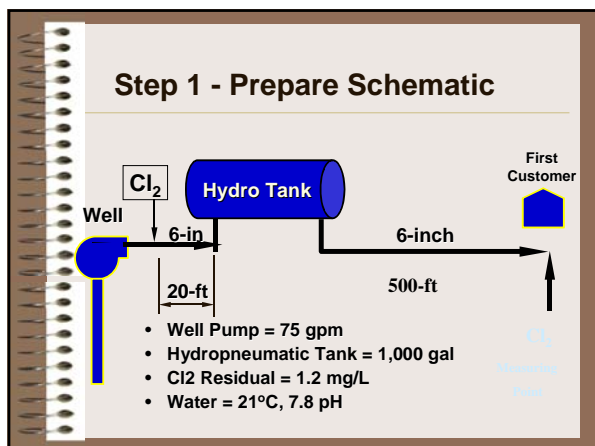 Step 1 - Prepare Schematic
First
Customer
Cl₂
Hydro Tank
Well
6-in
6-inch
20-ft
500-ft
• Well Pump = 75 gpm
• Hydropneumatic Tank = 1,000 gal
• Cl2 Residual = 1.2 mg/L
• Water = 21°C, 7.8 pH
Cl₂